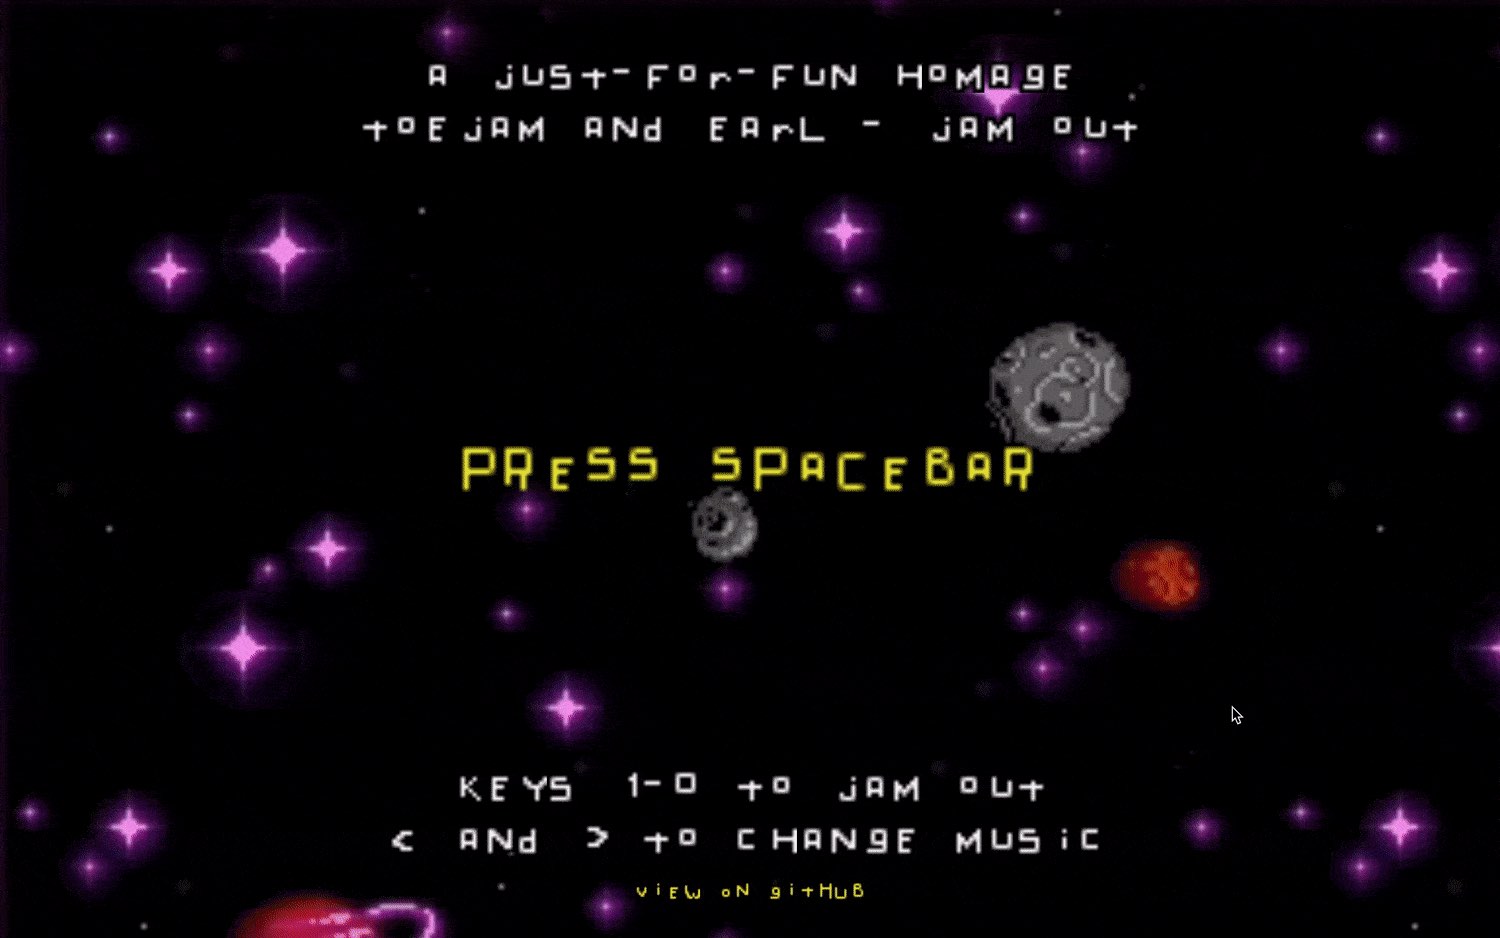 A JUST-FOR-FUN HOMAGE
TOEJAM AND EARL - JAM OUT
PRESS SPACEBAR
KEYS 1-0 TO JAM OUT
< AND > TO CHANGE MUSIC
VIEW ON GITHUB